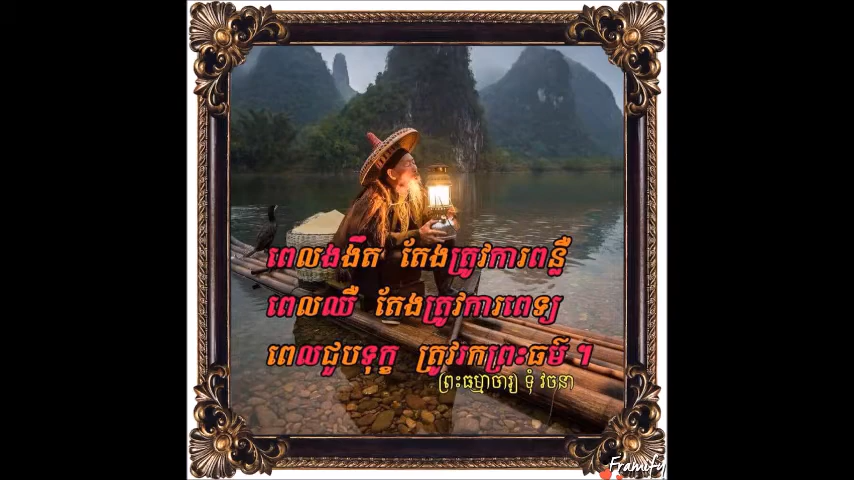 ពេលងងឹត តែងត្រូវការពន្លឺ
ពេលឈឺ តែងត្រូវការពេទ្យ
ពេលជួបទុក្ខ ត្រូវរកព្រះធម៌ ។
ព្រះធម្មាចារ្យ ទុំ វចនា
Framify